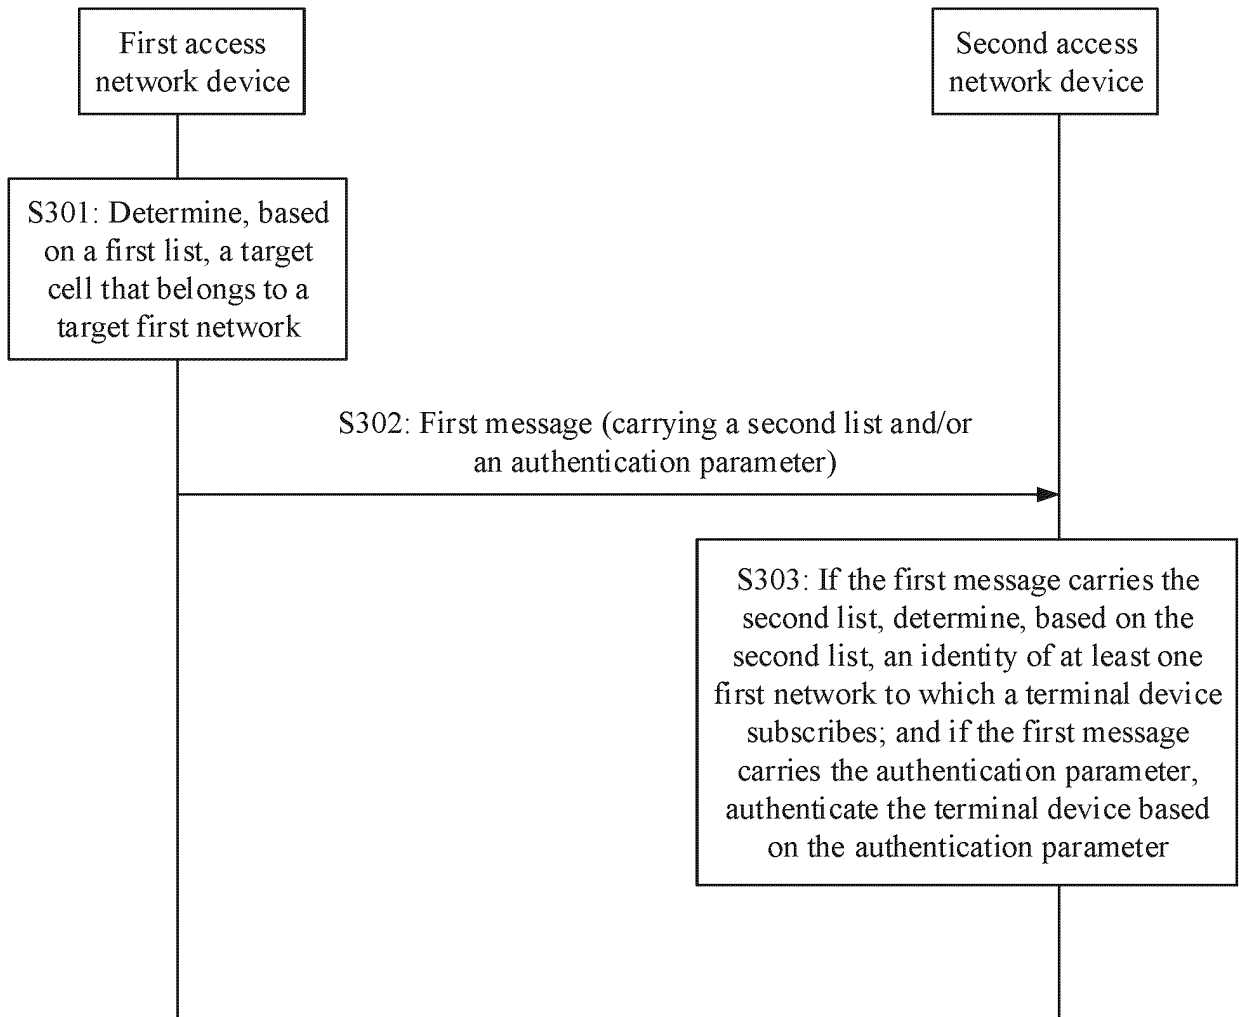 First access
network device
Second access
network device
S301: Determine, based
on a first list, a target
cell that belongs to a
target first network
S302: First message (carrying a second list and/or
an authentication parameter)
S303: If the first message carries the
second list, determine, based on the
second list, an identity of at least one
first network to which a terminal device
subscribes; and if the first message
carries the authentication parameter,
authenticate the terminal device based
on the authentication parameter